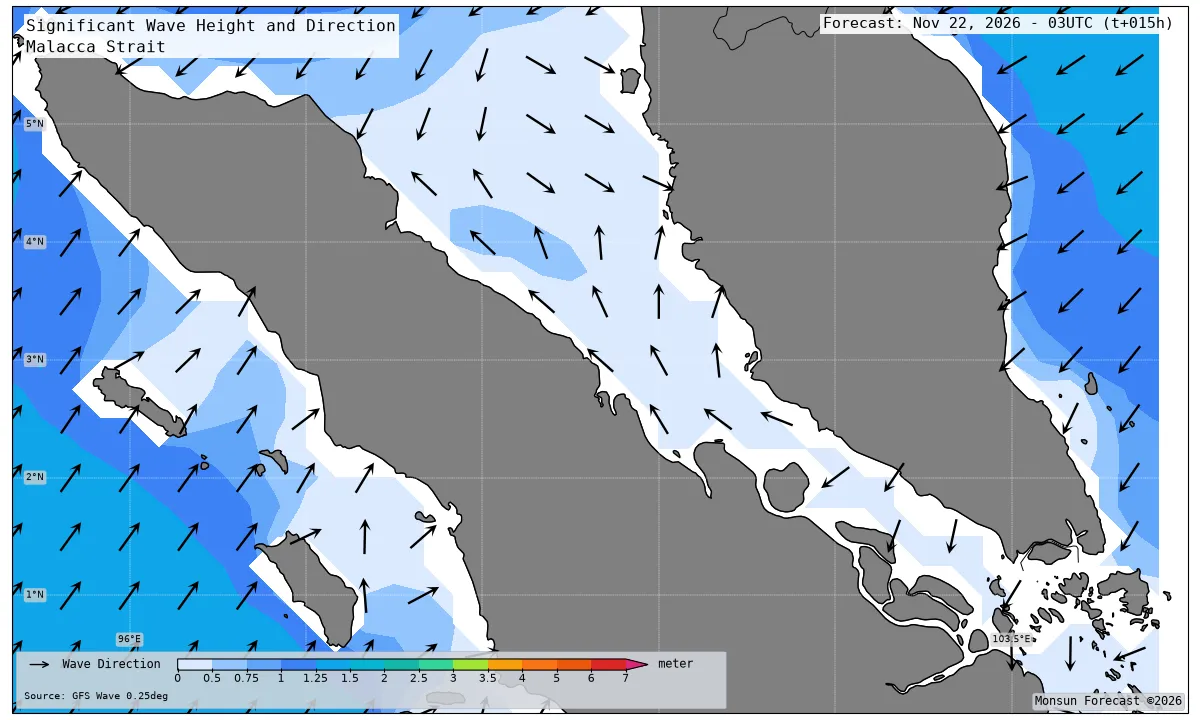 Significant Wave Height and Direction
Malacca Strait
Forecast: Nov 22, 2026 - 03UTC (t+015h)
5°N
4°N
3°N
2°N
1°N
96°E
103.5°E
Wave Direction
0 0.5 0.75 1 1.25 1.5 2 2.5 3 3.5 4 5 6 7
meter
Source: GFS Wave 0.25deg
Monsun Forecast ©2026